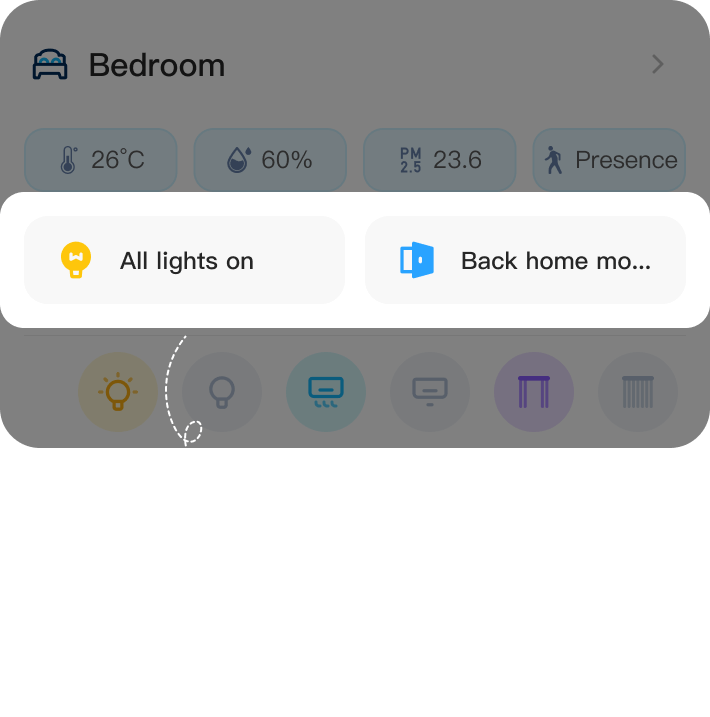 Bedroom
26°C
60%
PM 2.5 23.6
Presence
All lights on
Back home mo...